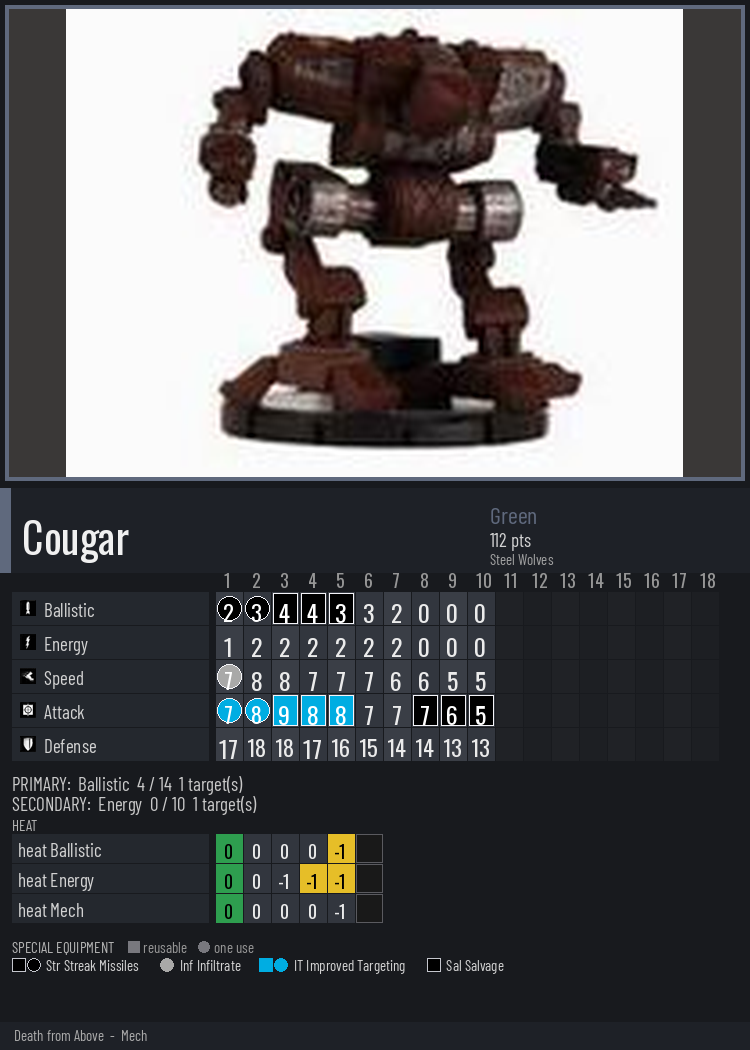 Cougar
Green
112 pts
Steel Wolves
1 2 3 4 5 6 7 8 9 10 11 12 13 14 15 16 17 18
Ballistic 2 3 4 4 3 3 2 0 0 0
Energy 1 2 2 2 2 2 2 0 0 0
Speed 7 8 8 7 7 7 6 6 5 5
Attack 7 8 9 8 8 7 7 7 6 5
Defense 17 18 18 17 16 15 14 14 13 13
PRIMARY: Ballistic 4 / 14 1 target(s)
SECONDARY: Energy 0 / 10 1 target(s)
HEAT
heat Ballistic 0 0 0 0 -1
heat Energy 0 0 -1 -1 -1
heat Mech 0 0 0 0 -1
SPECIAL EQUIPMENT reusable one use
Str Streak Missiles Inf Infiltrate IT Improved Targeting Sal Salvage
Death from Above - Mech